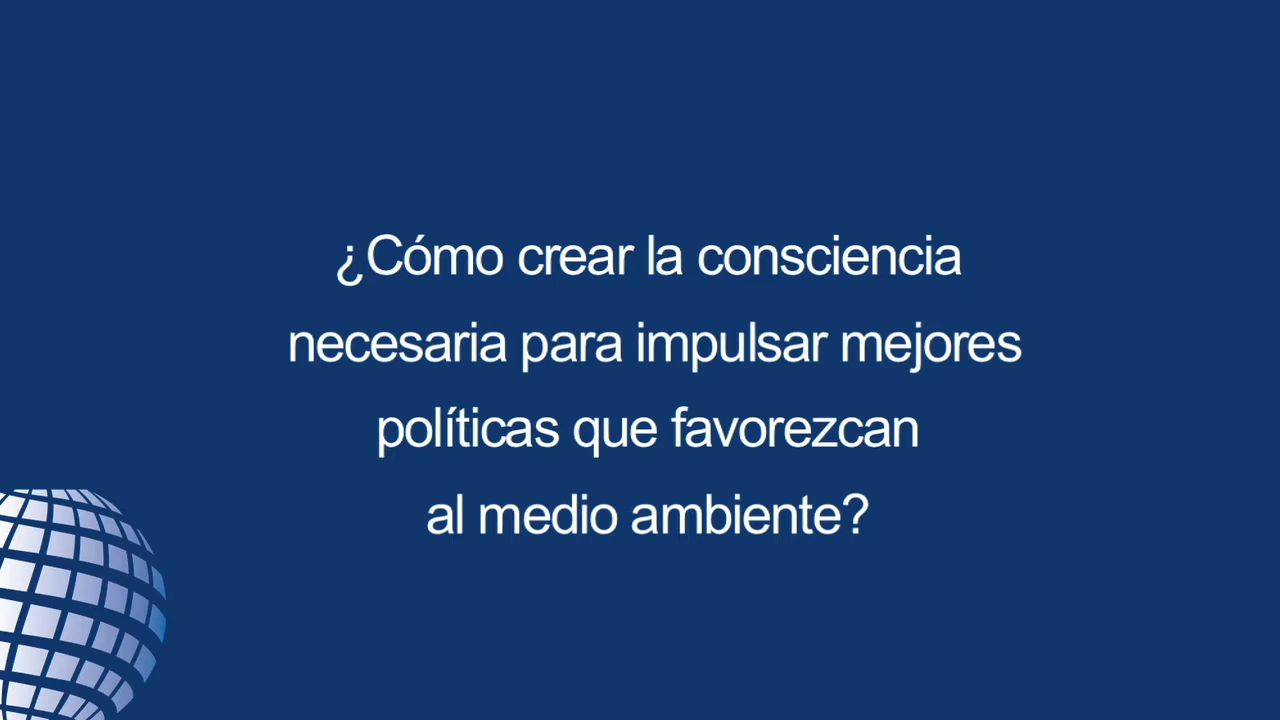 ¿Cómo crear la consciencia
necesaria para impulsar mejores
políticas que favorezcan
al medio ambiente?